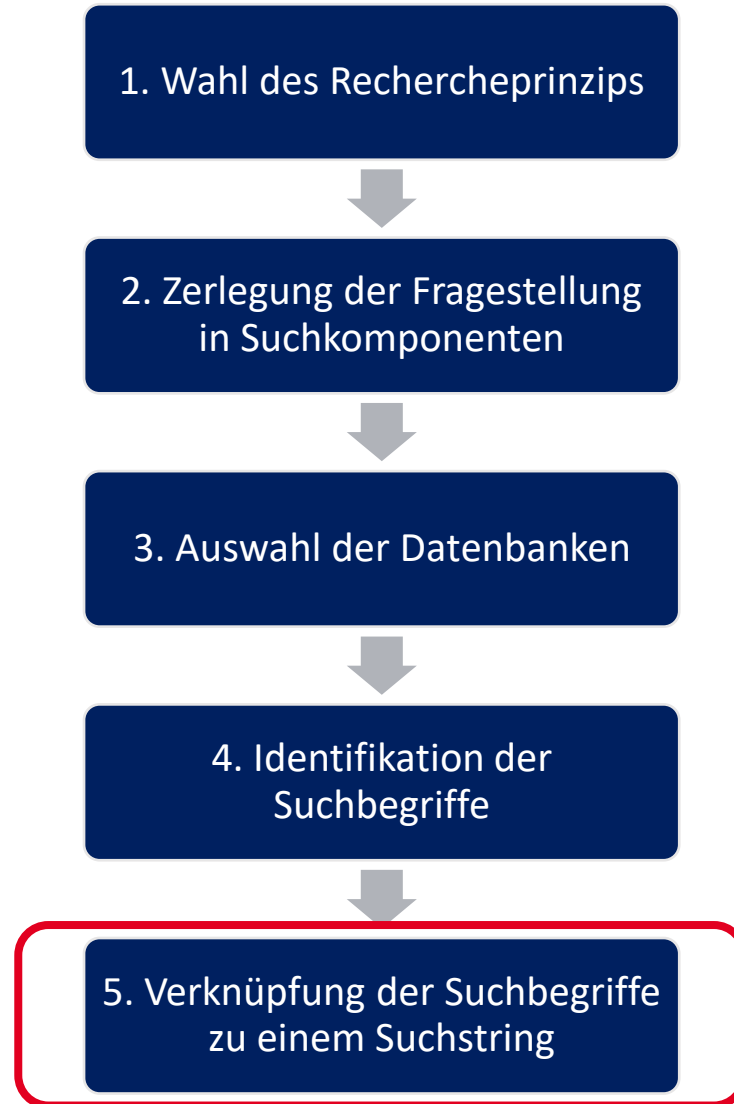 1. Wahl des Rechercheprinzips
2. Zerlegung der Fragestellung
in Suchkomponenten
3. Auswahl der Datenbanken
4. Identifikation der
Suchbegriffe
5. Verknüpfung der Suchbegriffe
zu einem Suchstring